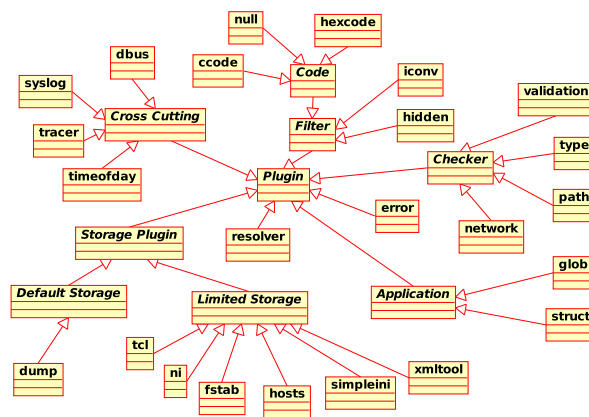 null
hexcode
dbus
ccode
Code
iconv
syslog
validation
Cross Cutting
hidden
Filter
tracer
type
Checker
timeofday
Plugin
path
error
network
Storage Plugin
resolver
glob
Default Storage
Limited Storage
Application
struct
tcl
dump
ni
xmltool
fstab
hosts
simpleini